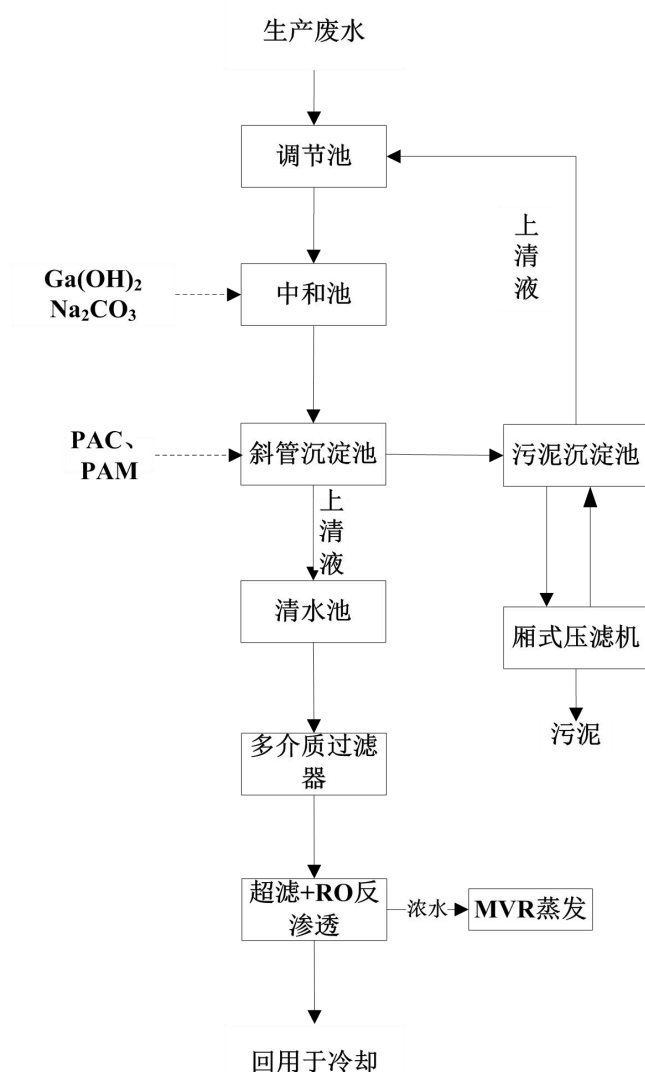 生产废水
调节池
上
清
液
Ga(OH)₂
Na₂CO₃
中和池
PAC、
PAM
斜管沉淀池
污泥沉淀池
上
清
液
清水池
厢式压滤机
污泥
多介质过滤
器
超滤+RO反
渗透
浓水
MVR蒸发
回用于冷却